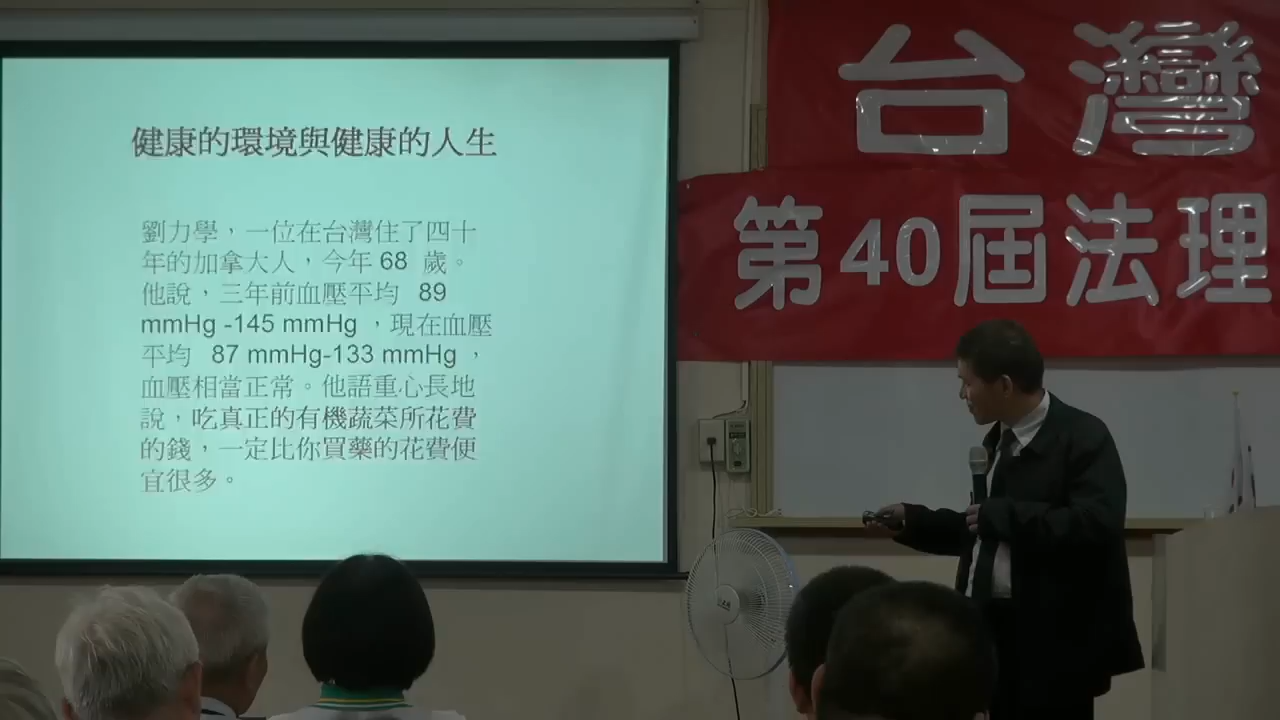 健康的環境與健康的人生
劉力學，一位在台灣住了四十
年的加拿大人，今年 68 歲。
他說，三年前血壓平均 89
mmHg -145 mmHg ，現在血壓
平均 87 mmHg-133 mmHg ，
血壓相當正常。他語重心長地
說，吃真正的有機蔬菜所花費
的錢，一定比你買藥的花費便
宜很多。
台灣
第40屆法理